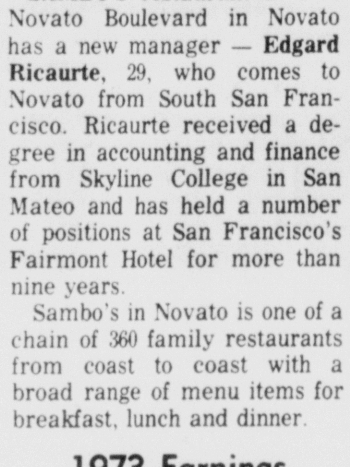 Novato Boulevard in Novato
has a new manager — Edgard
Ricaurte, 29, who comes to
Novato from South San Fran-
cisco. Ricaurte received a de-
gree in accounting and finance
from Skyline College in San
Mateo and has held a number
of positions at San Francisco's
Fairmont Hotel for more than
nine years.
Sambo's in Novato is one of a
chain of 360 family restaurants
from coast to coast with a
broad range of menu items for
breakfast, lunch and dinner.
1973 Earnings